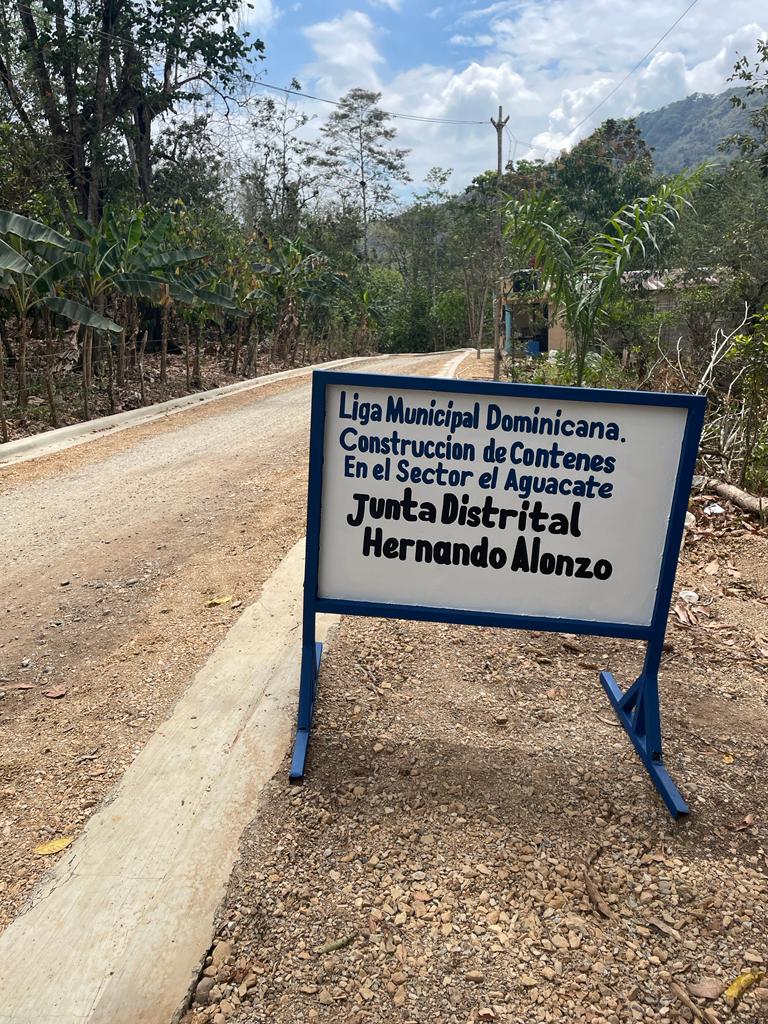 Liga Municipal Dominicana.
Construccion de Contenes
En el Sector el Aguacate
Junta Distrital
Hernando Alonzo